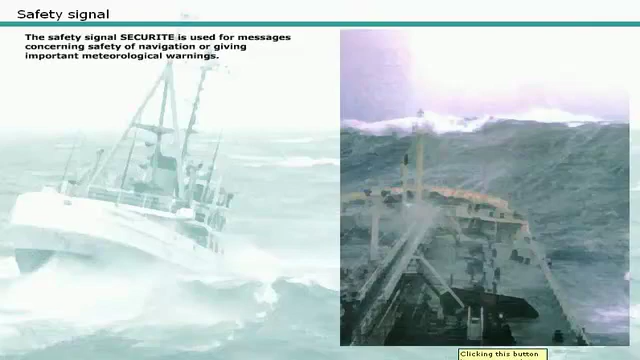 Safety signal
The safety signal SECURITE is used for messages
concerning safety of navigation or giving
important meteorological warnings.
Clicking this button